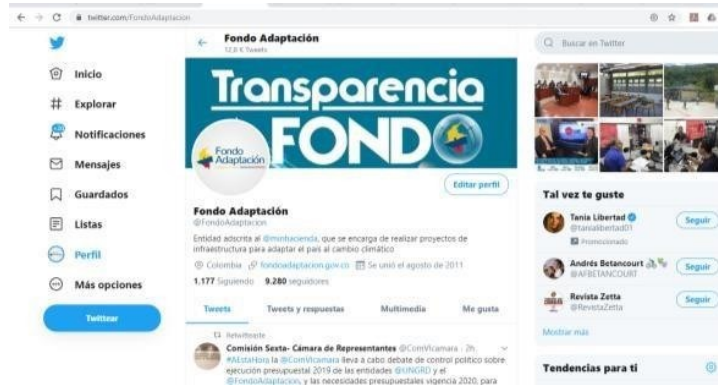 twitter.com/FondoAdaptacion
Inicio
Explorar
Notificaciones
Mensajes
Guardados
Listas
Perfil
Más opciones
Twittear
Fondo Adaptación
12,8 K Tweets
Transparencia
FONDO
Fondo
Adaptación
Editar perfil
Fondo Adaptación
@FondoAdaptacion
Entidad adscrita al @minhacienda, que se encarga de realizar proyectos de
infraestructura para adaptar el país al cambio climático
Colombia fondoadaptacion.gov.co Se unió el agosto de 2011
1.177 Siguiendo 9.280 seguidores
Tweets Tweets y respuestas Multimedia Me gusta
Retwitteaste
Comisión Sexta- Cámara de Representantes @ComVIcamara · 2h
#AEstaHora la @ComVIcamara lleva a cabo debate de control político sobre
ejecución presupuestal 2019 de las entidades @UNGRD y el
@FondoAdaptacion, y las necesidades presupuestales vigencia 2020, para
Buscar en Twitter
Tal vez te guste
Tania Libertad
@tanialibertad01
Promocionado
Seguir
Andrés Betancourt
@AFBETANCOURT
Seguir
Revista Zetta
@RevistaZetta
Seguir
Mostrar más
Tendencias para ti